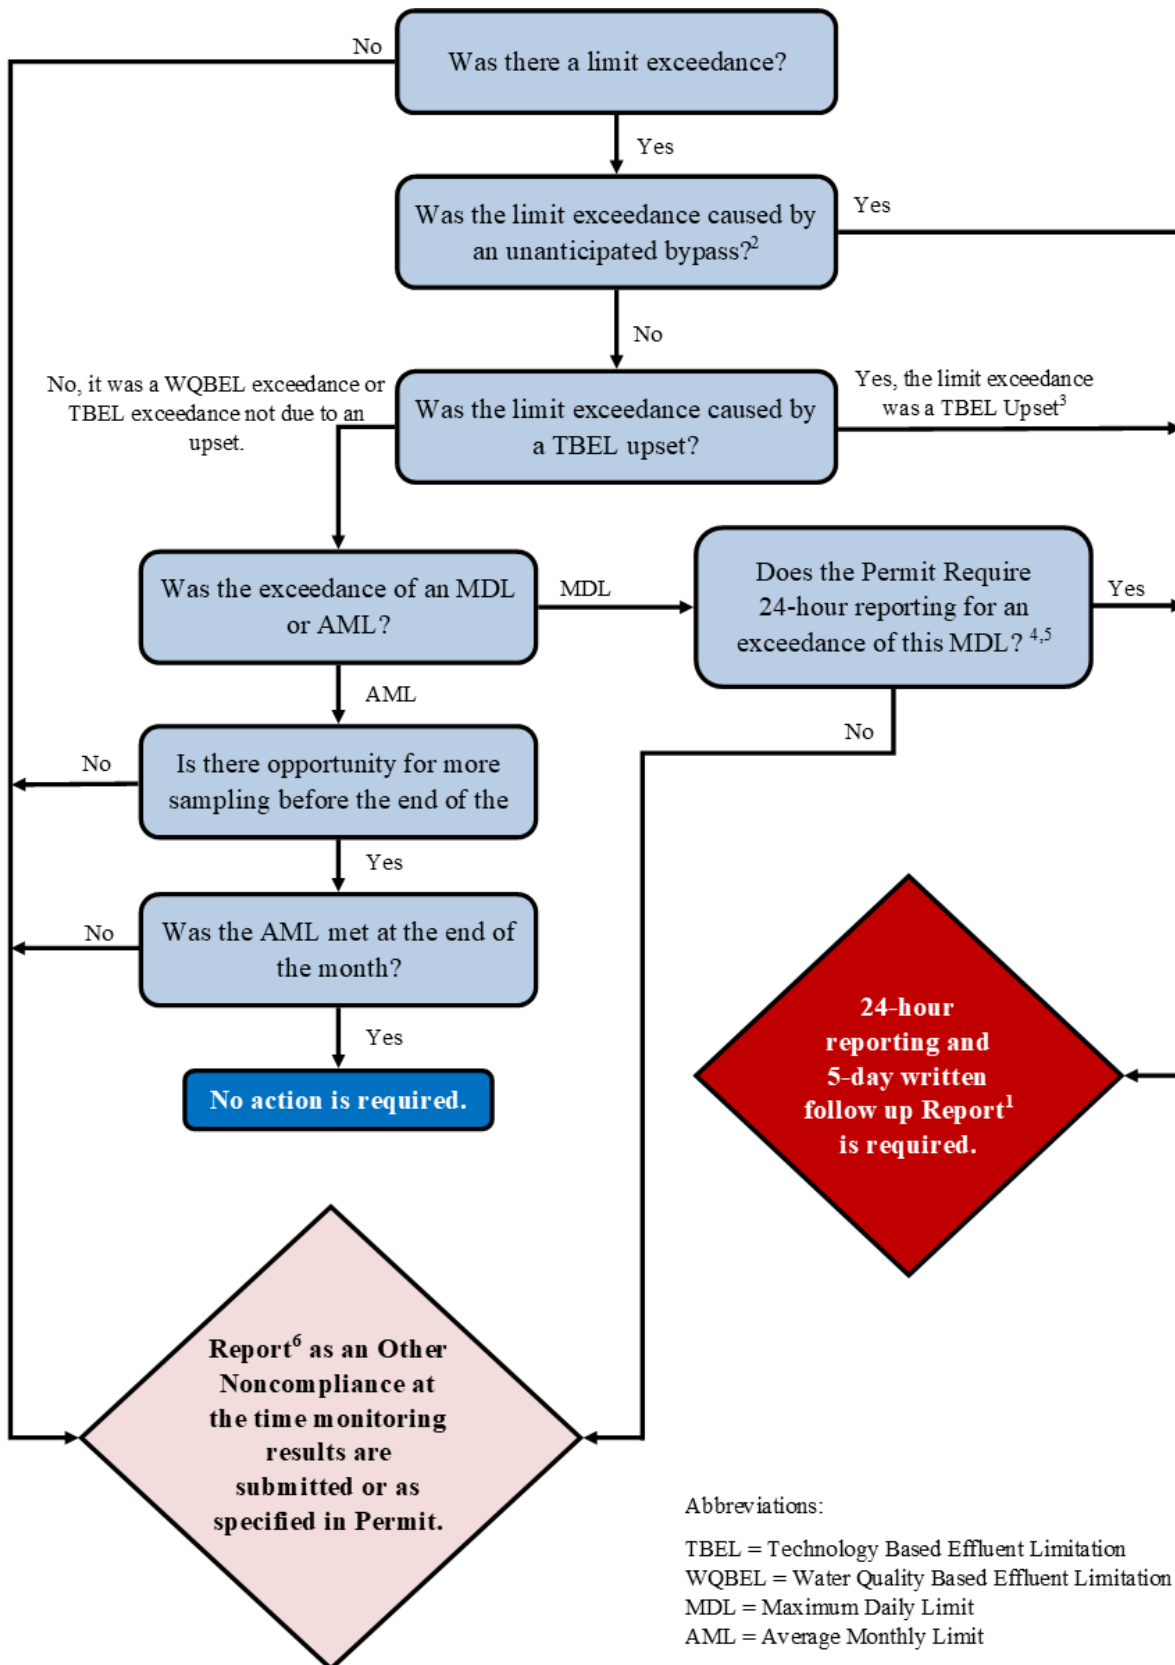 No
Was there a limit exceedance?
Yes
Was the limit exceedance caused by
an unanticipated bypass?²
Yes
No
No, it was a WQBEL exceedance or
TBEL exceedance not due to an
upset.
Was the limit exceedance caused by
a TBEL upset?
Yes, the limit exceedance
was a TBEL Upset³
Was the exceedance of an MDL
or AML?
MDL
Does the Permit Require
24-hour reporting for an
exceedance of this MDL? ⁴,⁵
Yes
AML
No
No
Is there opportunity for more
sampling before the end of the
Yes
No
Was the AML met at the end of
the month?
Yes
No action is required.
24-hour
reporting and
5-day written
follow up Report¹
is required.
Report⁶ as an Other
Noncompliance at
the time monitoring
results are
submitted or as
specified in Permit.
Abbreviations:
TBEL = Technology Based Effluent Limitation
WQBEL = Water Quality Based Effluent Limitation
MDL = Maximum Daily Limit
AML = Average Monthly Limit